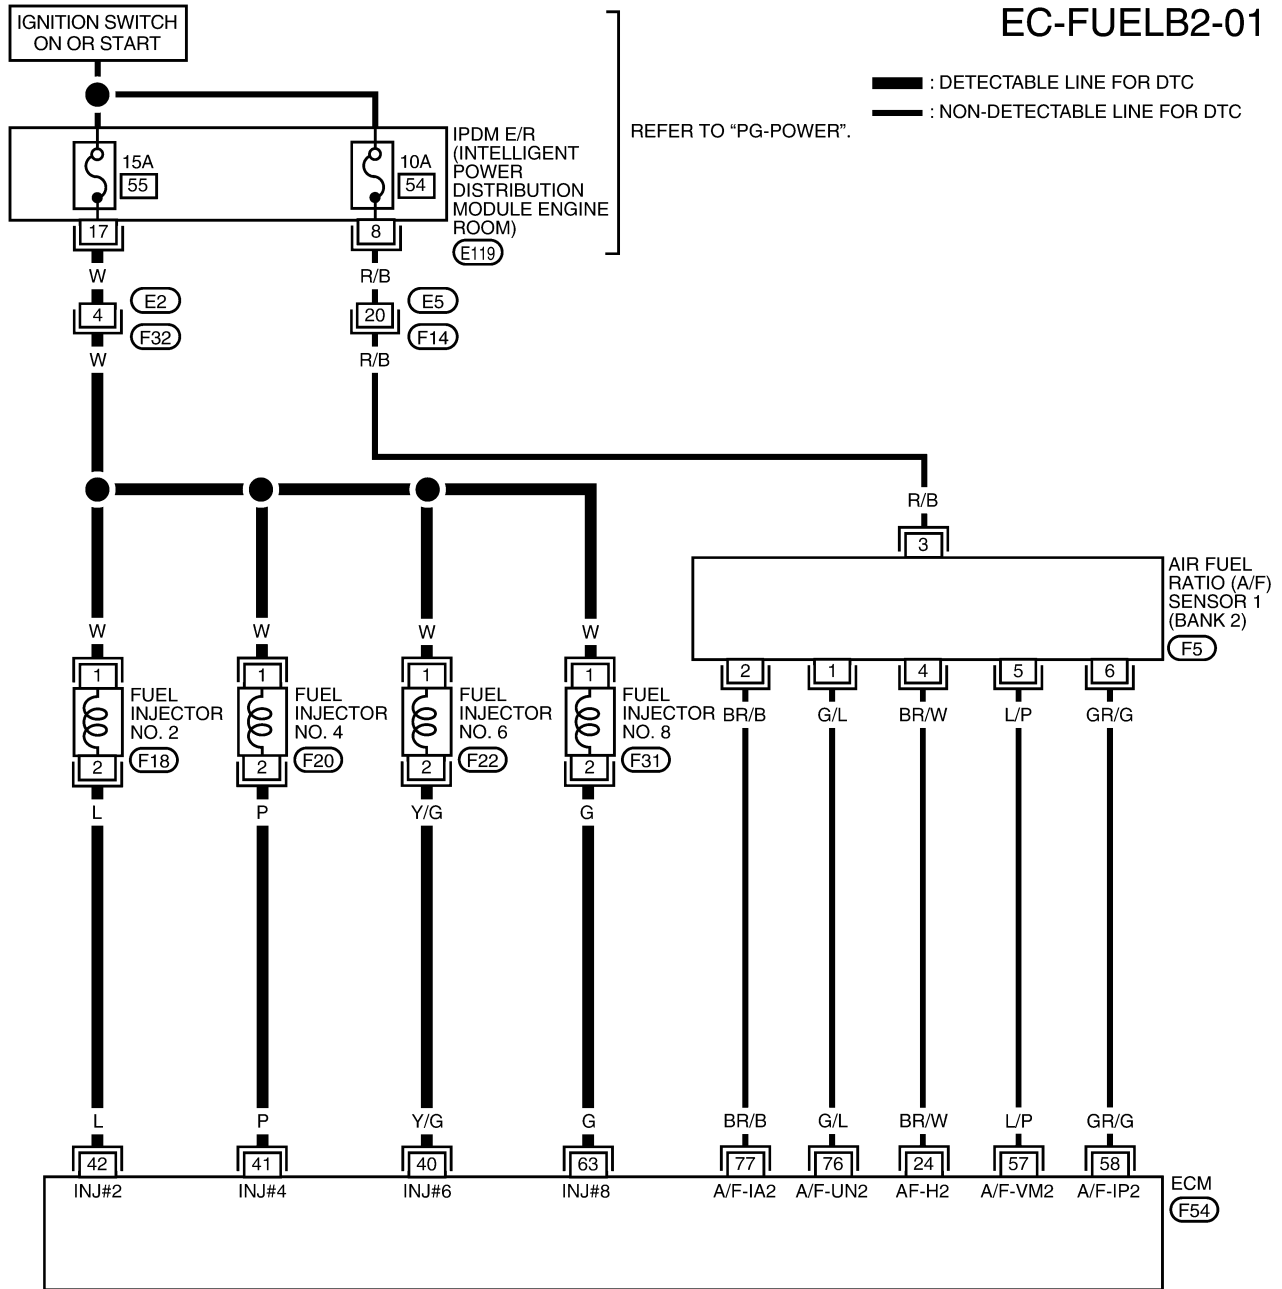 EC-FUELB2-01
IGNITION SWITCH
ON OR START
: DETECTABLE LINE FOR DTC
: NON-DETECTABLE LINE FOR DTC
REFER TO “PG-POWER”.
15A
55
10A
54
IPDM E/R
(INTELLIGENT
POWER
DISTRIBUTION
MODULE ENGINE
ROOM)
E119
17
8
W
R/B
4
E2
F32
20
E5
F14
W
R/B
R/B
3
AIR FUEL
RATIO (A/F)
SENSOR 1
(BANK 2)
F5
W
W
W
W
1
1
1
1
FUEL
INJECTOR
NO. 2
F18
FUEL
INJECTOR
NO. 4
F20
FUEL
INJECTOR
NO. 6
F22
FUEL
INJECTOR
NO. 8
F31
2
2
2
2
2
1
4
5
6
BR/B
G/L
BR/W
L/P
GR/G
L
P
Y/G
G
L
P
Y/G
G
BR/B
G/L
BR/W
L/P
GR/G
42
41
40
63
77
76
24
57
58
INJ#2
INJ#4
INJ#6
INJ#8
A/F-IA2
A/F-UN2
AF-H2
A/F-VM2
A/F-IP2
ECM
F54